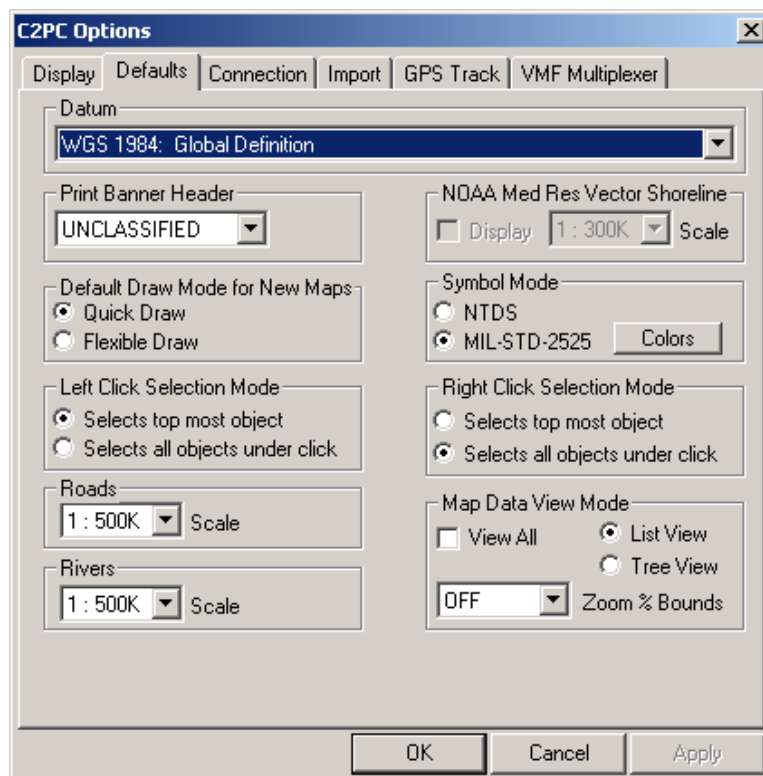 C2PC Options
Display Defaults Connection Import GPS Track VMF Multiplexer
Datum
WGS 1984: Global Definition
Print Banner Header
UNCLASSIFIED
NOAA Med Res Vector Shoreline
Display 1 : 300K Scale
Default Draw Mode for New Maps
Quick Draw
Flexible Draw
Symbol Mode
NTDS
MIL-STD-2525 Colors
Left Click Selection Mode
Selects top most object
Selects all objects under click
Right Click Selection Mode
Selects top most object
Selects all objects under click
Roads
1 : 500K Scale
Rivers
1 : 500K Scale
Map Data View Mode
View All List View
Tree View
OFF Zoom % Bounds
OK Cancel Apply